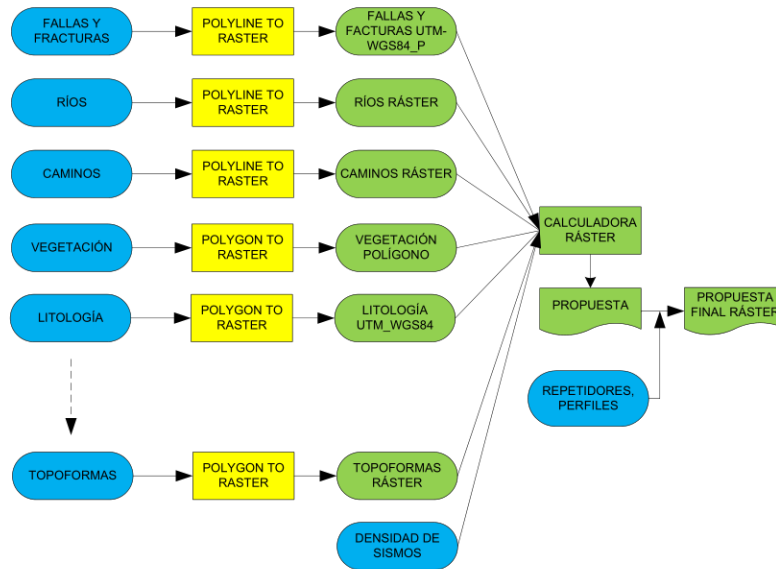 FALLAS Y
FRACTURAS
POLYLINE TO
RASTER
FALLAS Y
FACTURAS UTM-
WGS84_P
RÍOS
POLYLINE TO
RASTER
RÍOS RÁSTER
CAMINOS
POLYLINE TO
RASTER
CAMINOS RÁSTER
CALCULADORA
RÁSTER
VEGETACIÓN
POLYGON TO
RASTER
VEGETACIÓN
POLÍGONO
LITOLOGÍA
POLYGON TO
RASTER
LITOLOGÍA
UTM_WGS84
PROPUESTA
PROPUESTA
FINAL RÁSTER
REPETIDORES,
PERFILES
TOPOFORMAS
POLYGON TO
RASTER
TOPOFORMAS
RÁSTER
DENSIDAD DE
SISMOS